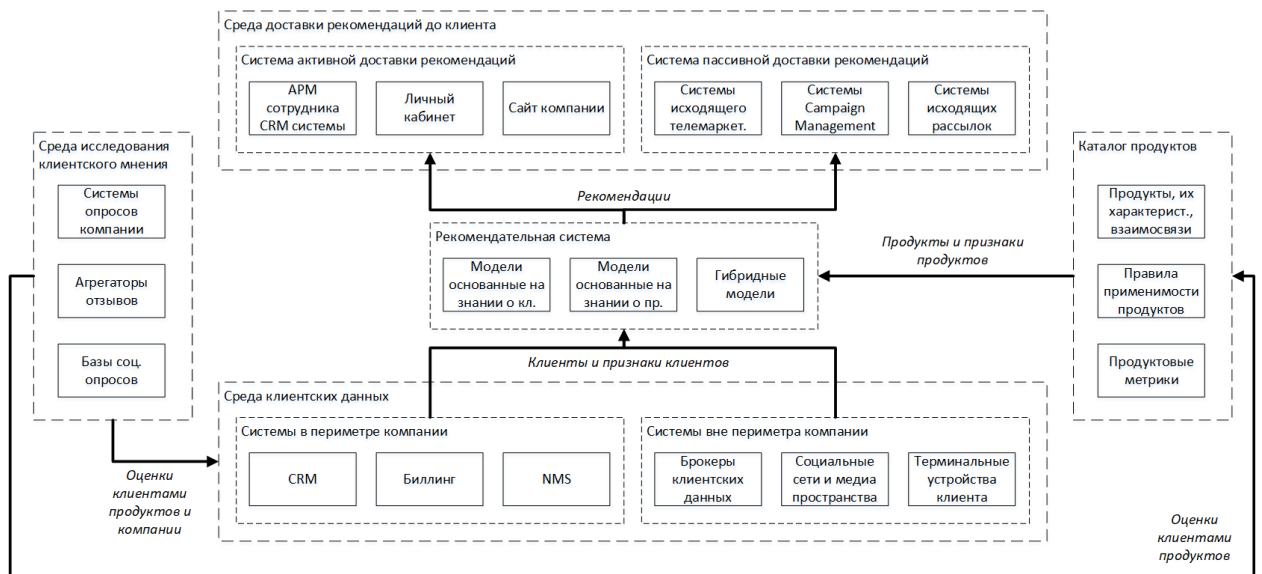 Среда доставки рекомендаций до клиента
Система активной доставки рекомендаций
АРМ
сотрудника
CRM системы
Личный
кабинет
Сайт компании
Система пассивной доставки рекомендаций
Системы
исходящего
телемаркет.
Системы
Campaign
Management
Системы
исходящих
рассылок
Среда исследования
клиентского мнения
Системы
опросов
компании
Агрегаторы
отзывов
Базы соц.
опросов
Рекомендации
Рекомендательная система
Модели
основанные на
знании о кл.
Модели
основанные на
знании о пр.
Гибридные
модели
Продукты и признаки
продуктов
Каталог продуктов
Продукты, их
характерист.,
взаимосвязи
Правила
применимости
продуктов
Продуктовые
метрики
Клиенты и признаки клиентов
Среда клиентских данных
Системы в периметре компании
CRM
Биллинг
NMS
Системы вне периметра компании
Брокеры
клиентских
данных
Социальные
сети и медиа
пространства
Терминальные
устройства
клиента
Оценки
клиентами
продуктов и
компании
Оценки
клиентами
продуктов